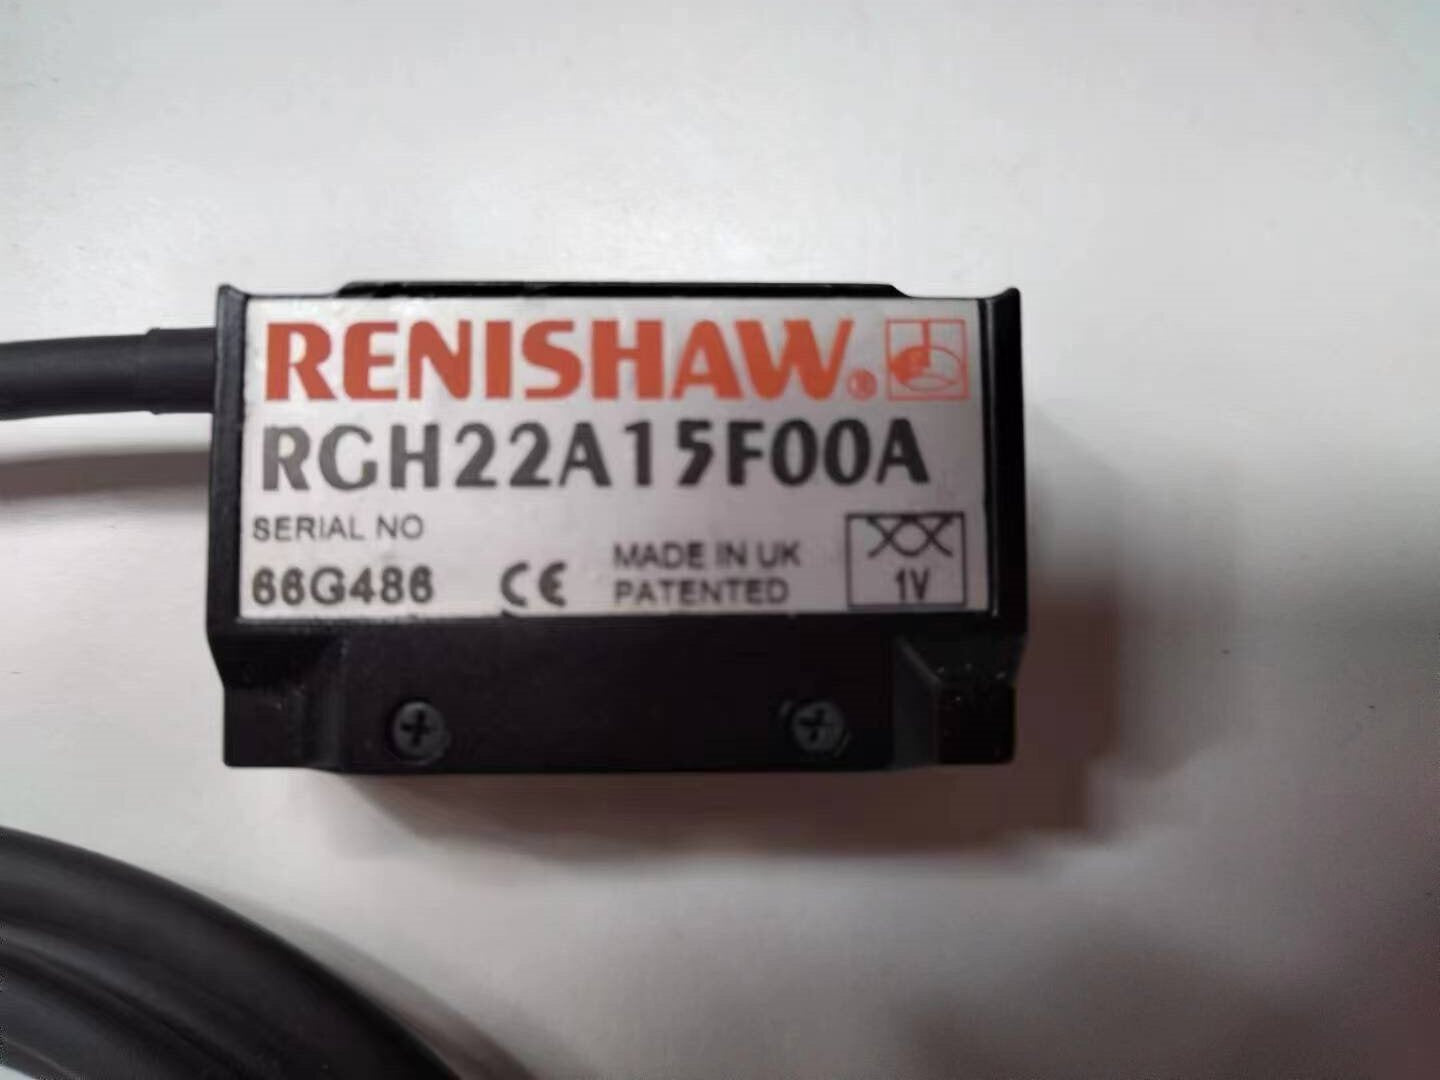 RENISHAW®
RGH22A15F00A
SERIAL NO
66G486
CE
MADE IN UK
PATENTED
1V